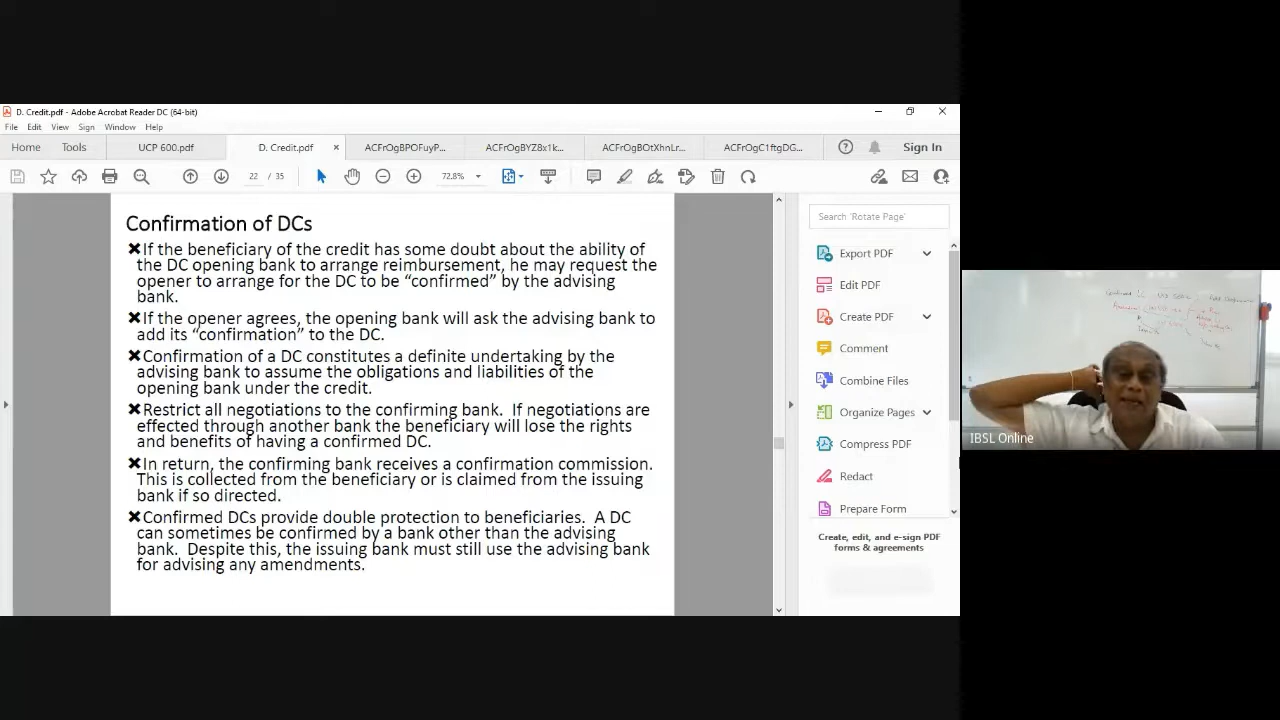 D. Credit.pdf - Adobe Acrobat Reader DC (64-bit)
File Edit View Sign Window Help
Home Tools UCP 600.pdf D. Credit.pdf × ACFrOgBPOFuyP... ACFrOgBYZ8x1k... ACFrOgBOtXhnLr... ACFrOgC1ftgDG... Sign In
22 / 35 72.8%
Confirmation of DCs
✖If the beneficiary of the credit has some doubt about the ability of
the DC opening bank to arrange reimbursement, he may request the
opener to arrange for the DC to be “confirmed” by the advising
bank.
✖If the opener agrees, the opening bank will ask the advising bank to
add its “confirmation” to the DC.
✖Confirmation of a DC constitutes a definite undertaking by the
advising bank to assume the obligations and liabilities of the
opening bank under the credit.
✖Restrict all negotiations to the confirming bank. If negotiations are
effected through another bank the beneficiary will lose the rights
and benefits of having a confirmed DC.
✖In return, the confirming bank receives a confirmation commission.
This is collected from the beneficiary or is claimed from the issuing
bank if so directed.
✖Confirmed DCs provide double protection to beneficiaries. A DC
can sometimes be confirmed by a bank other than the advising
bank. Despite this, the issuing bank must still use the advising bank
for advising any amendments.
Search 'Rotate Page'
Export PDF
Edit PDF
Create PDF
Comment
Combine Files
Organize Pages
Compress PDF
Redact
Prepare Form
Create, edit, and e-sign PDF
forms & agreements
IBSL Online